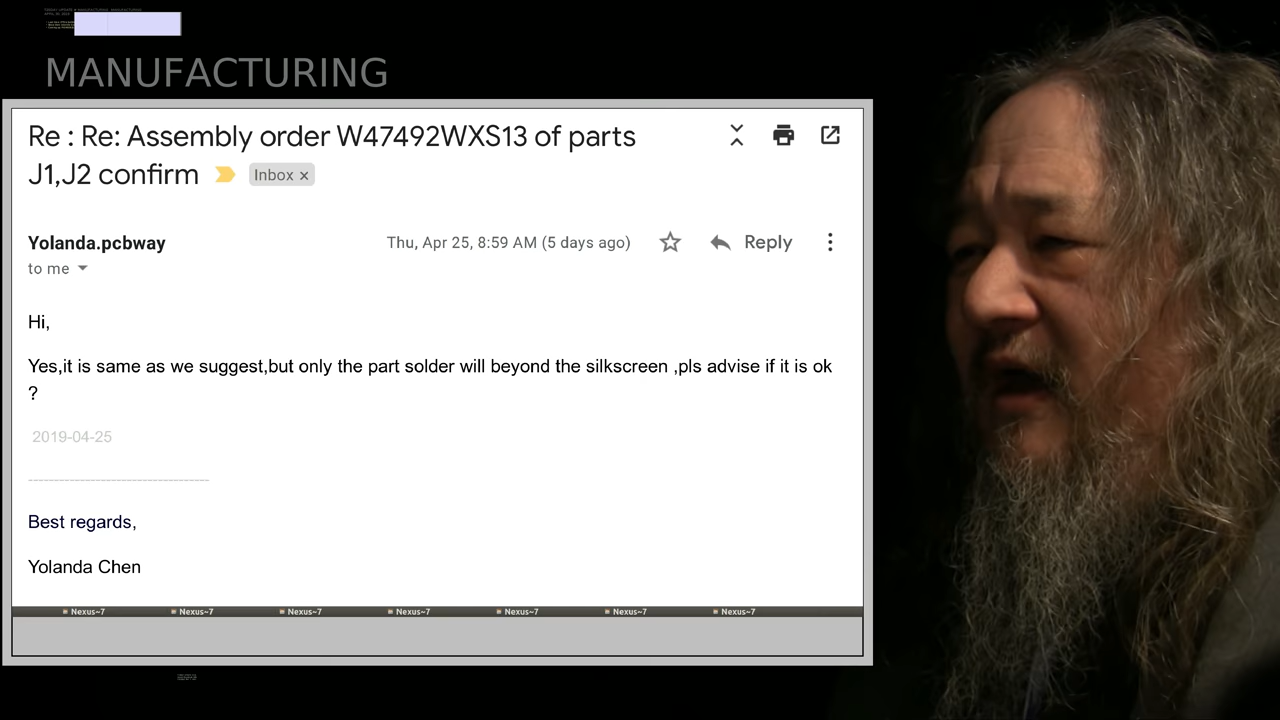 MANUFACTURING
Re : Re: Assembly order W47492WXS13 of parts
J1,J2 confirm
Inbox ×
Yolanda.pcbway
Thu, Apr 25, 8:59 AM (5 days ago)
Reply
to me
Hi,
Yes,it is same as we suggest,but only the part solder will beyond the silkscreen ,pls advise if it is ok
?
2019-04-25
-----------------------------------
Best regards,
Yolanda Chen
Nexus~7 Nexus~7 Nexus~7 Nexus~7 Nexus~7 Nexus~7 Nexus~7